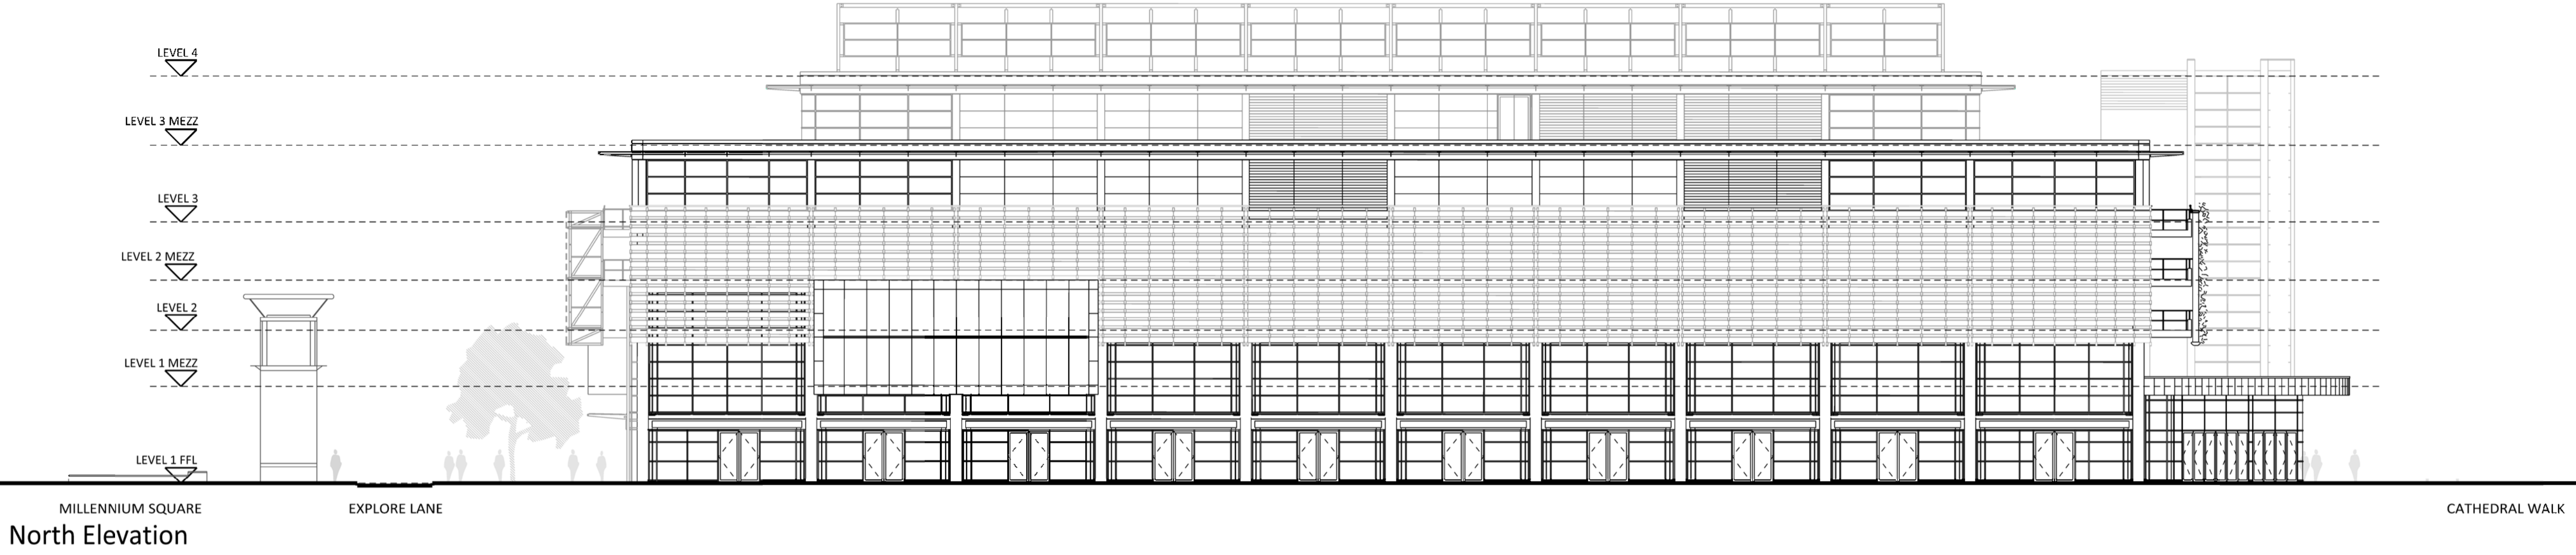 LEVEL 4
LEVEL 3 MEZZ
LEVEL 3
LEVEL 2 MEZZ
LEVEL 2
LEVEL 1 MEZZ
LEVEL 1 FFL
MILLENNIUM SQUARE
EXPLORE LANE
CATHEDRAL WALK
North Elevation